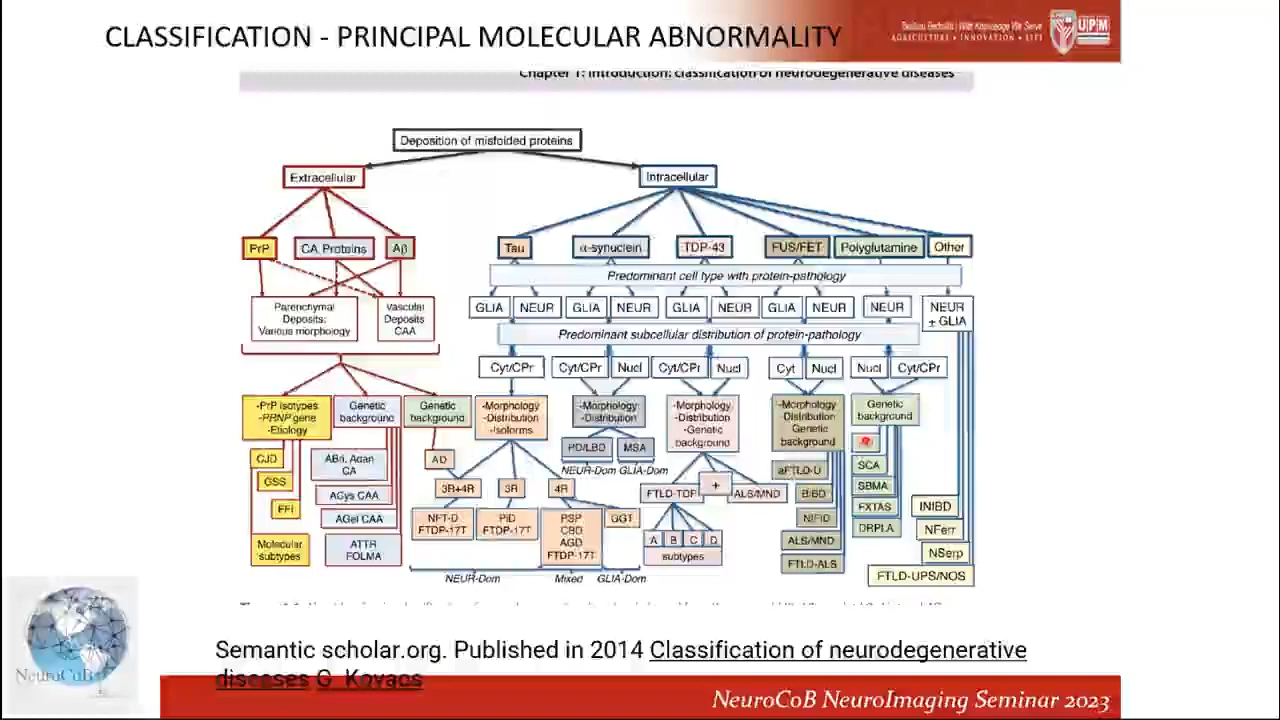 CLASSIFICATION - PRINCIPAL MOLECULAR ABNORMALITY
AGRICULTURE • INNOVATION • LIFE
UPM
Chapter 1: Introduction: classification of neurodegenerative diseases
Deposition of misfolded proteins
Extracellular
Intracellular
PrP
CA Proteins
Aβ
Tau
α-synuclein
TDP-43
FUS/FET
Polyglutamine
Other
Predominant cell type with protein-pathology
Parenchymal
Deposits:
Various morphology
Vascular
Deposits
CAA
GLIA
NEUR
GLIA
NEUR
GLIA
NEUR
GLIA
NEUR
NEUR
NEUR
± GLIA
Predominant subcellular distribution of protein-pathology
Cyt/CPr
Cyt/CPr
Nucl
Cyt/CPr
Nucl
Cyt
Nucl
Nucl
Cyt/CPr
-PrP isotypes
-PRNP gene
-Etiology
Genetic
background
Genetic
background
-Morphology
-Distribution
-Isoforms
-Morphology
-Distribution
-Morphology
-Distribution
-Genetic
background
-Morphology
-Distribution
Genetic
background
Genetic
background
CJD
GSS
FFI
Molecular
subtypes
ABri, Adan
CA
ACys CAA
AGel CAA
ATTR
FOLMA
AD
3R+4R
3R
4R
NFT-D
FTDP-17T
PiD
FTDP-17T
PSP
CBD
AGD
FTDP-17T
GGT
NEUR-Dom
Mixed
GLIA-Dom
PD/LBD
MSA
NEUR-Dom GLIA-Dom
FTLD-TDP
+
ALS/MND
A
B
C
D
subtypes
aFTLD-U
BIBD
NIFID
ALS/MND
FTLD-ALS
SCA
SBMA
FXTAS
DRPLA
INIBD
NFerr
NSerp
FTLD-UPS/NOS
Semantic scholar.org. Published in 2014 Classification of neurodegenerative
diseases G. Kovacs
NeuroCoB
NeuroCoB NeuroImaging Seminar 2023